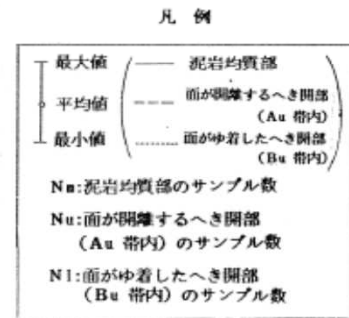 凡 例
最大値 泥岩均質部
平均値 面が開離するへき開部
(Au 帯内)
最小値 面がゆ着したへき開部
(Bu 帯内)
Nm:泥岩均質部のサンプル数
Nu:面が開離するへき開部
(Au 帯内) のサンプル数
Nl:面がゆ着したへき開部
(Bu 帯内) のサンプル数